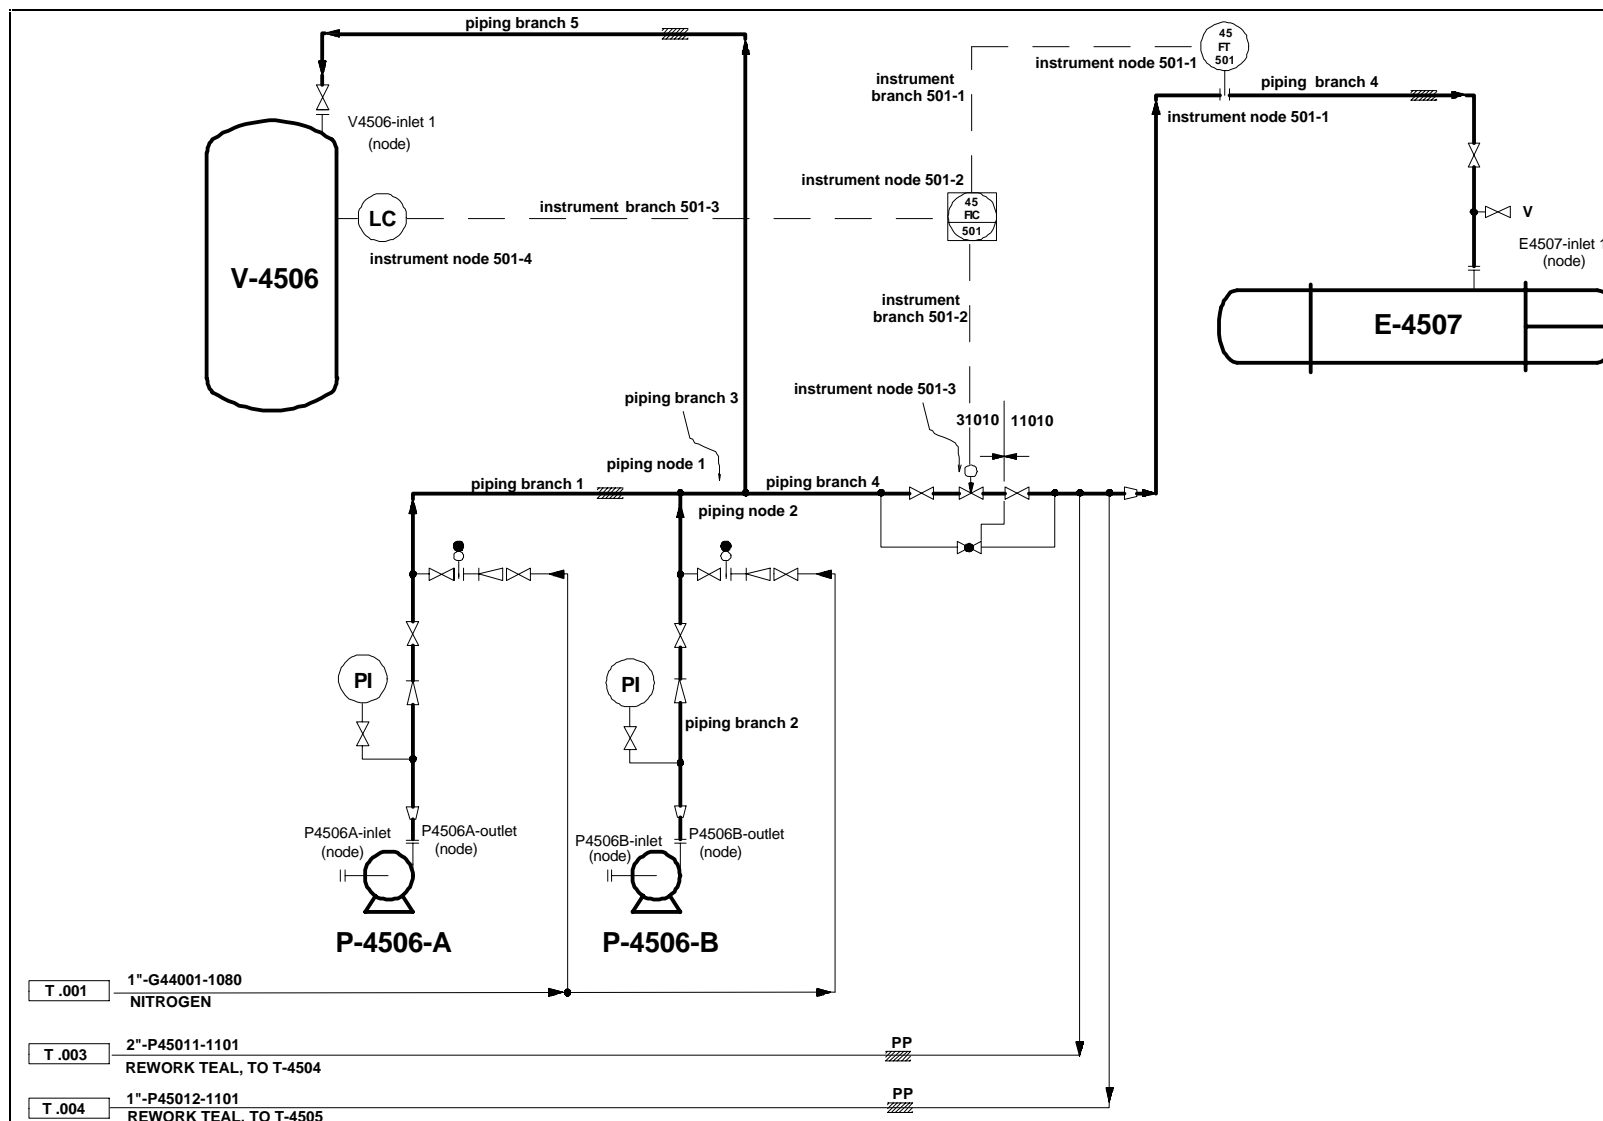 piping branch 5
45
FT
501
instrument node 501-1
instrument
branch 501-1
piping branch 4
instrument node 501-1
V4506-inlet 1
(node)
instrument node 501-2
LC
instrument branch 501-3
45
FIC
501
V
instrument node 501-4
E4507-inlet 1
(node)
V-4506
instrument
branch 501-2
E-4507
instrument node 501-3
piping branch 3
31010
11010
piping node 1
piping branch 1
piping branch 4
piping node 2
PI
PI
piping branch 2
P4506A-inlet
(node)
P4506A-outlet
(node)
P4506B-inlet
(node)
P4506B-outlet
(node)
P-4506-A
P-4506-B
T .001
1"-G44001-1080
NITROGEN
T .003
2"-P45011-1101
PP
REWORK TEAL, TO T-4504
T .004
1"-P45012-1101
PP
REWORK TEAL, TO T-4505